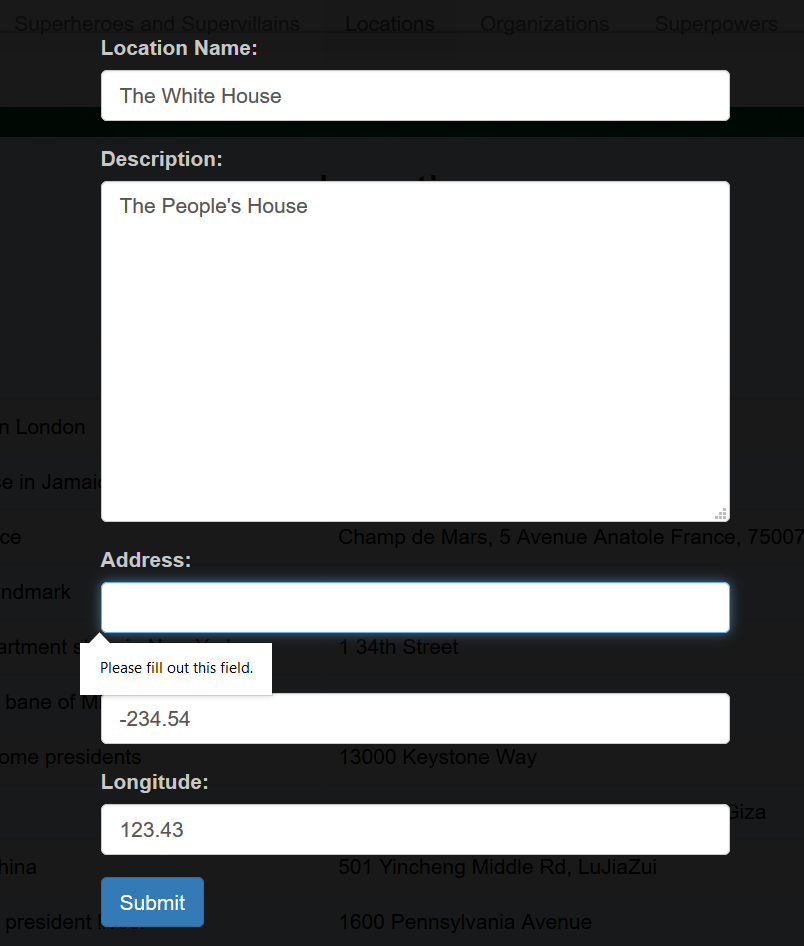 Superheroes and Supervillains Locations Organizations Superpowers
Location Name:
The White House
Description:
The People's House
n London
se in Jamaic
ce Champ de Mars, 5 Avenue Anatole France, 75007
Address:
ndmark
artment s 1 34th Street
Please fill out this field.
bane of M
-234.54
ome presidents 13000 Keystone Way
Longitude:
Giza
123.43
hina 501 Yincheng Middle Rd, LuJiaZui
Submit
president 1600 Pennsylvania Avenue